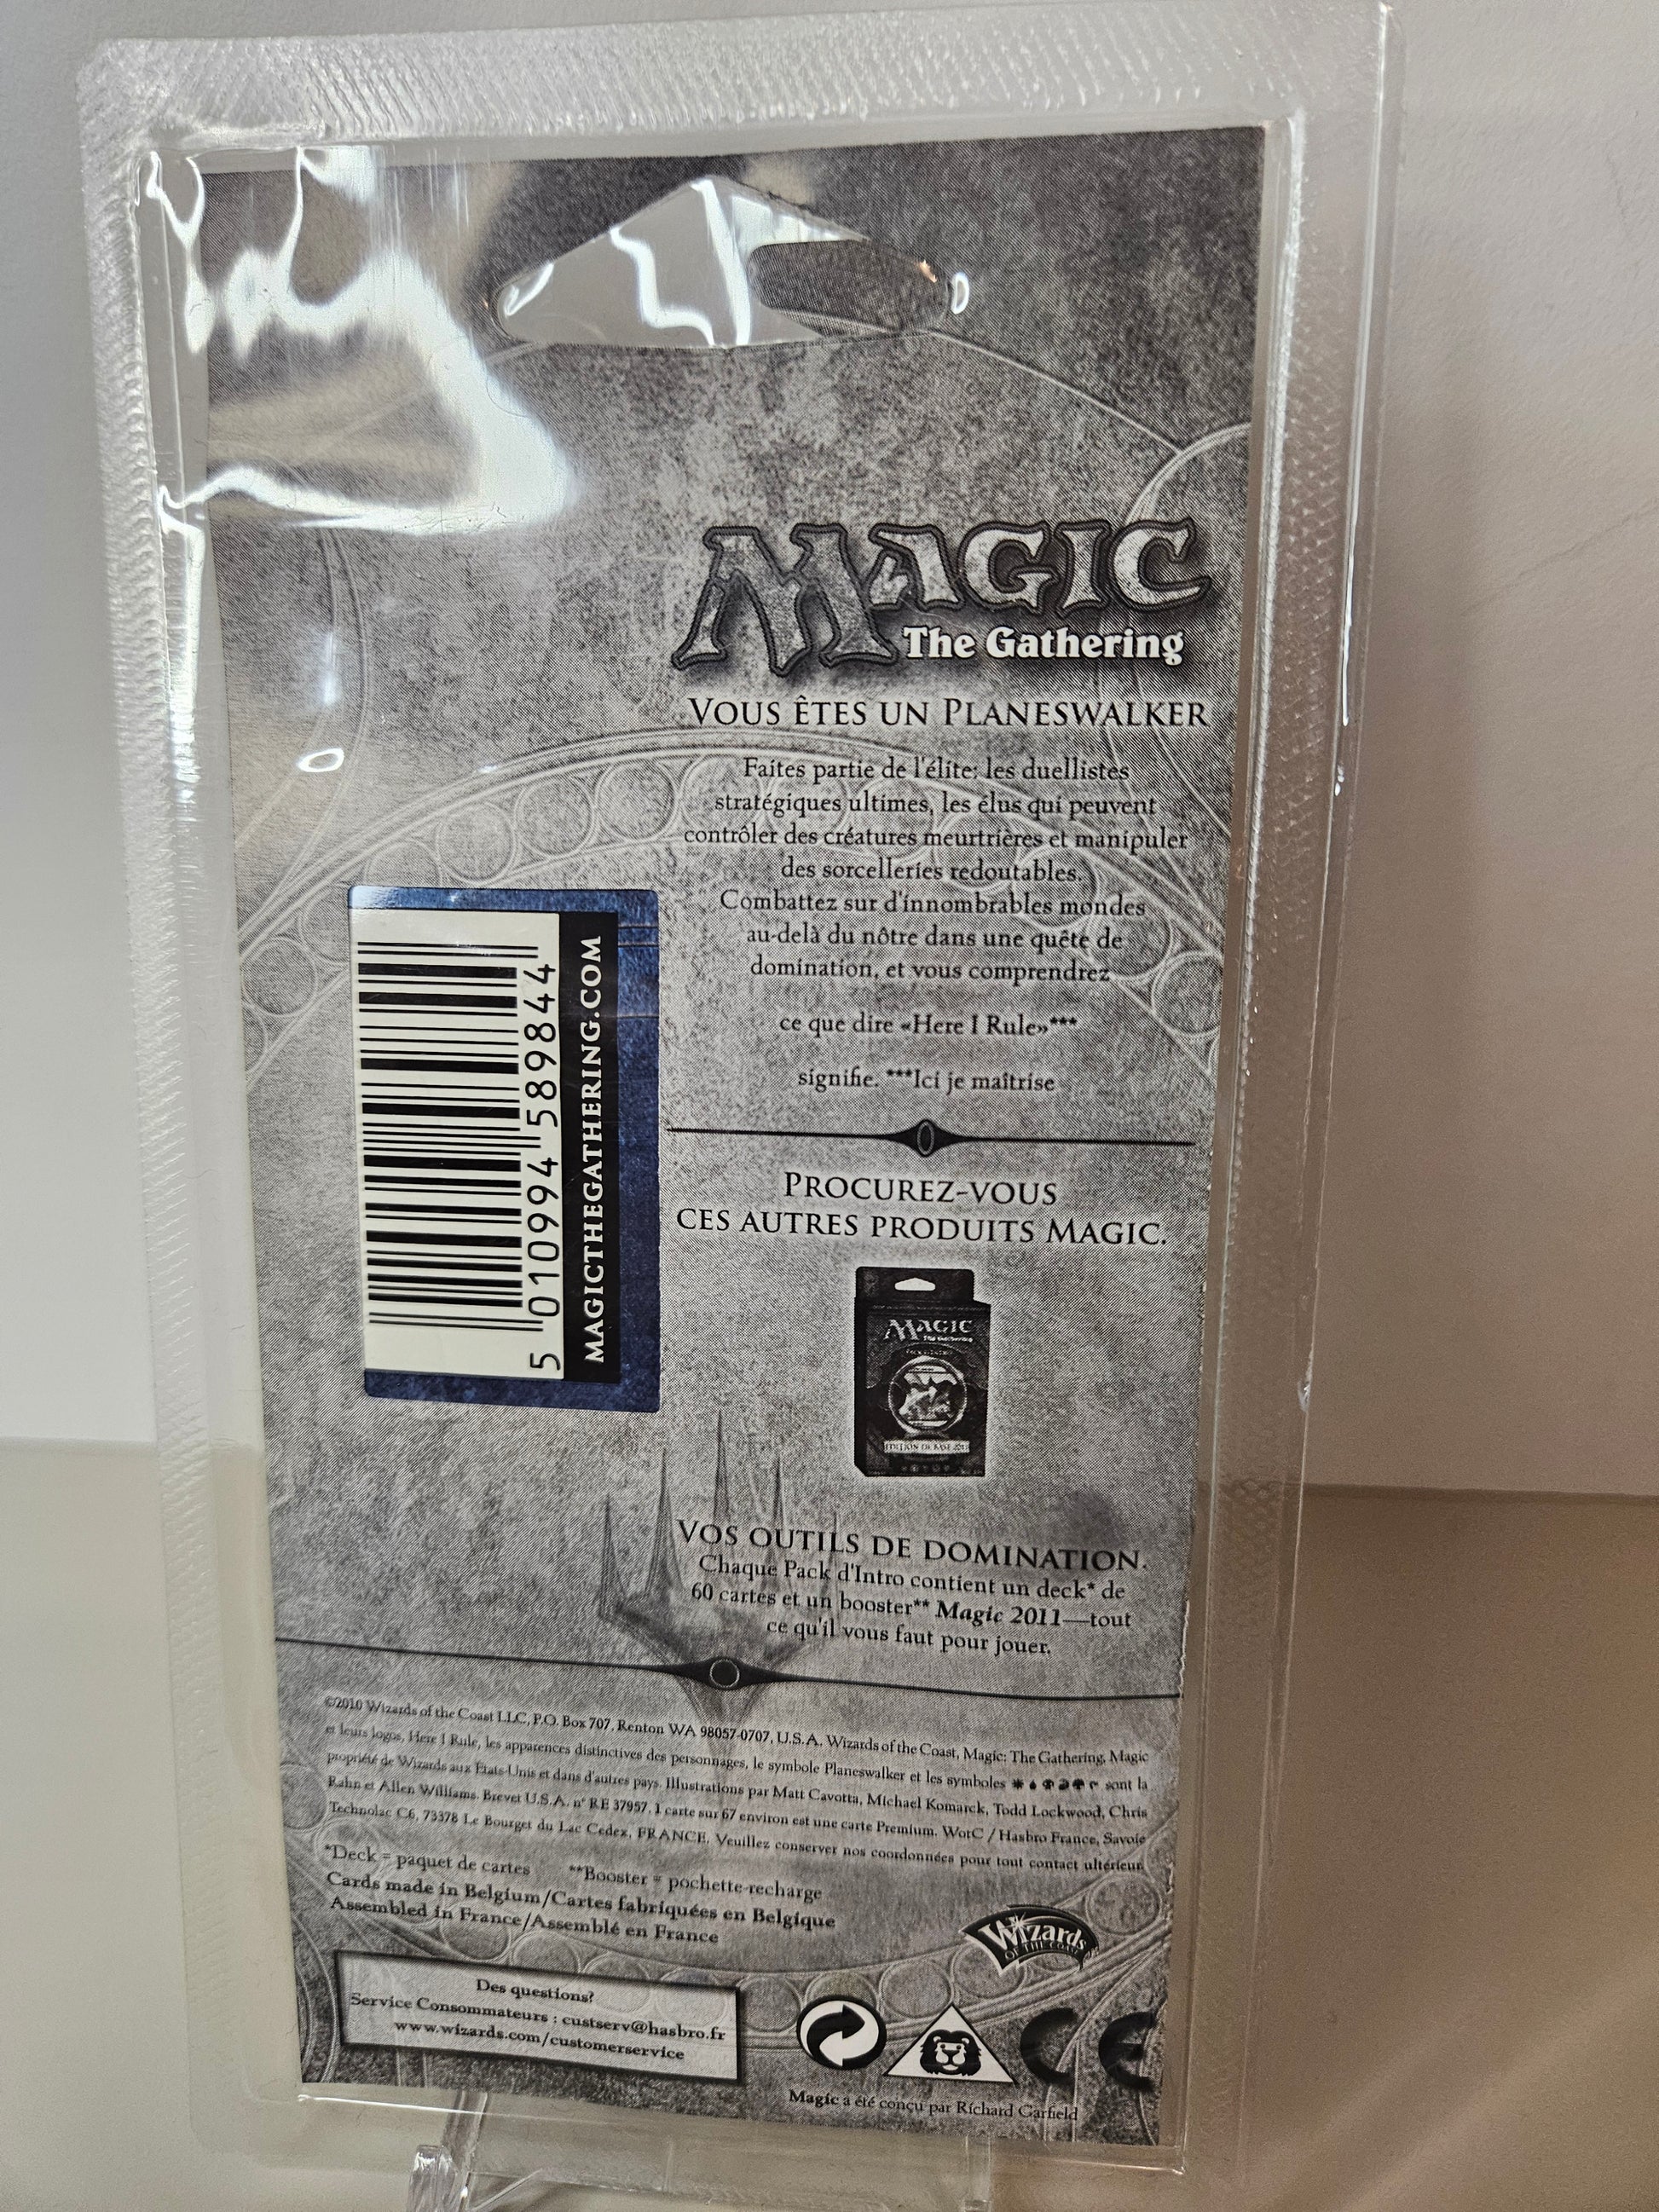 MAGIC
The Gathering
VOUS ÊTES UN PLANESWALKER
Faites partie de l'élite: les duellistes
stratégiques ultimes, les élus qui peuvent
contrôler des créatures meurtrières et manipuler
des sorcelleries redoutables.
Combattez sur d'innombrables mondes
au-delà du nôtre dans une quête de
domination, et vous comprendrez
ce que dire «Here I Rule»***
signifie. ***Ici je maîtrise
5 010994 589844
MAGICTHEGATHERING.COM
PROCUREZ-VOUS
CES AUTRES PRODUITS MAGIC.
MAGIC
The Gathering
ÉDITION DE BASE 2011
VOS OUTILS DE DOMINATION.
Chaque Pack d'Intro contient un deck* de
60 cartes et un booster** Magic 2011—tout
ce qu'il vous faut pour jouer.
©2010 Wizards of the Coast LLC, P.O. Box 707, Renton WA 98057-0707, U.S.A. Wizards of the Coast, Magic: The Gathering, Magic
et leurs logos, Here I Rule, les apparences distinctives des personnages, le symbole Planeswalker et les symboles sont la
propriété de Wizards aux États-Unis et dans d'autres pays. Illustrations par Matt Cavotta, Michael Komarck, Todd Lockwood, Chris
Rahn et Allen Williams. Brevet U.S.A. n° RE 37957. 1 carte sur 67 environ est une carte Premium. WotC / Hasbro France, Savoie
Technolac C6, 73378 Le Bourget du Lac Cedex, FRANCE. Veuillez conserver nos coordonnées pour tout contact ultérieur.
*Deck = paquet de cartes **Booster = pochette-recharge
Cards made in Belgium/Cartes fabriquées en Belgique
Assembled in France/Assemblé en France
Wizards
OF THE COAST
Des questions?
Service Consommateurs : custserv@hasbro.fr
www.wizards.com/customerservice
CE
Magic a été conçu par Richard Garfield